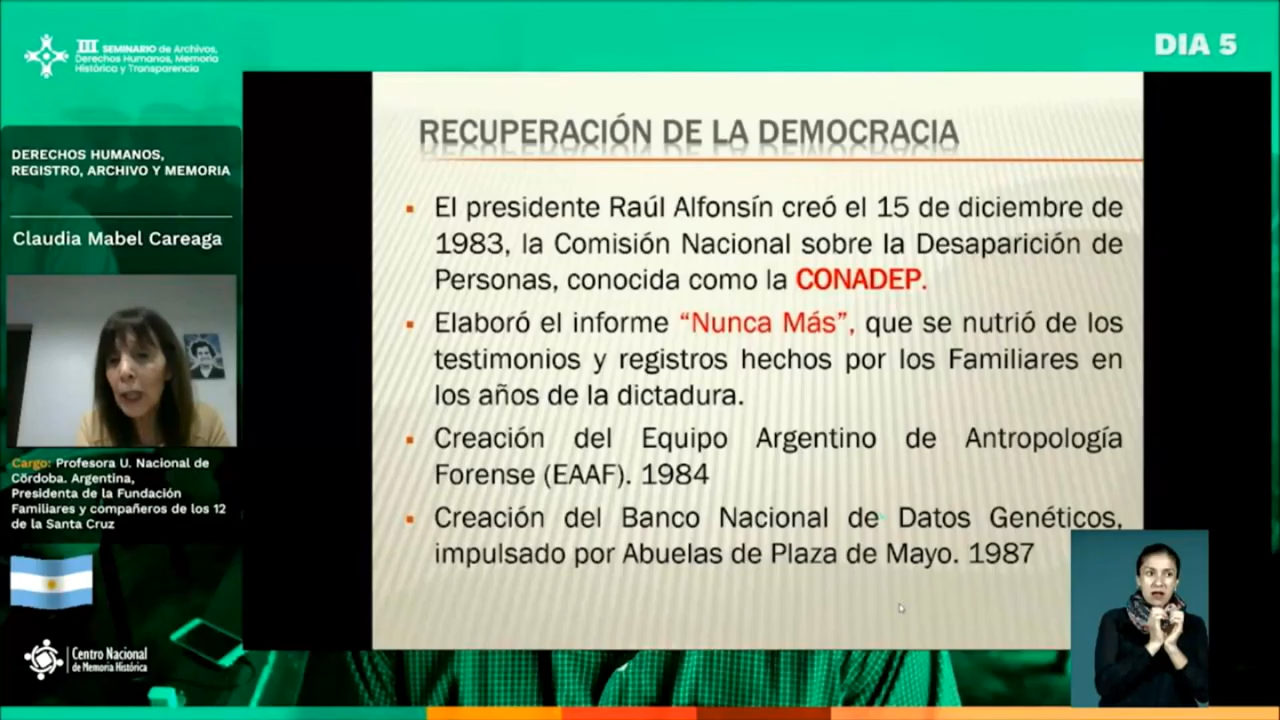 III SEMINARIO de Archivos,
Derechos Humanos, Memoria
Histórica y Transparencia
DIA 5
DERECHOS HUMANOS,
REGISTRO, ARCHIVO Y MEMORIA
Claudia Mabel Careaga
Cargo: Profesora U. Nacional de
Córdoba. Argentina,
Presidenta de la Fundación
Familiares y compañeros de los 12
de la Santa Cruz
Centro Nacional
de Memoria Histórica
RECUPERACIÓN DE LA DEMOCRACIA
▪ El presidente Raúl Alfonsín creó el 15 de diciembre de
1983, la Comisión Nacional sobre la Desaparición de
Personas, conocida como la CONADEP.
▪ Elaboró el informe “Nunca Más”, que se nutrió de los
testimonios y registros hechos por los Familiares en
los años de la dictadura.
▪ Creación del Equipo Argentino de Antropología
Forense (EAAF). 1984
▪ Creación del Banco Nacional de Datos Genéticos,
impulsado por Abuelas de Plaza de Mayo. 1987